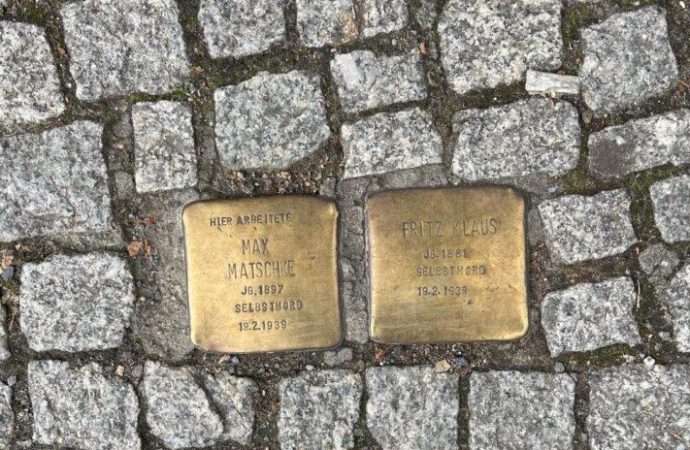 HIER ARBEITETE
MAX
MATSCHKE
JG. 1897
SELBSTMORD
19.2.1939
FRITZ KLAUS
JG. 1881
SELBSTMORD
19.2.1939